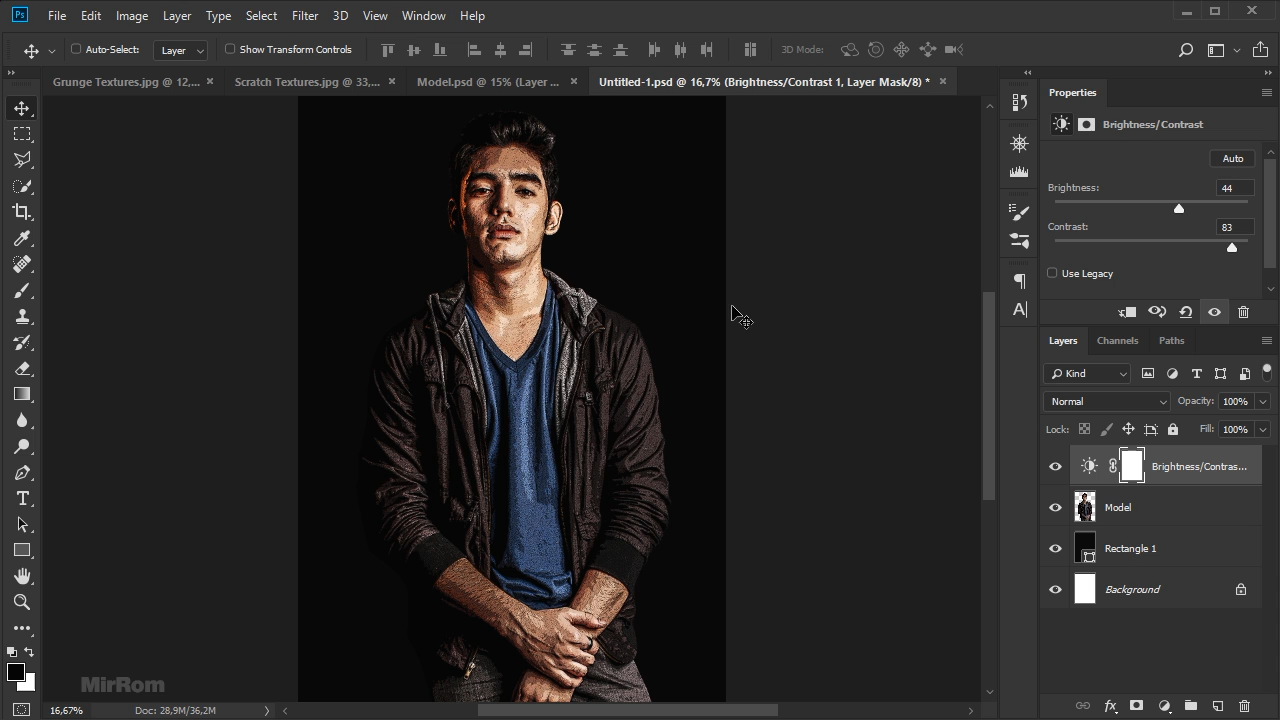 Ps File Edit Image Layer Type Select Filter 3D View Window Help
Auto-Select: Layer Show Transform Controls 3D Mode:
Grunge Textures.jpg @ 12,... Scratch Textures.jpg @ 33,... Model.psd @ 15% (Layer ... Untitled-1.psd @ 16,7% (Brightness/Contrast 1, Layer Mask/8) *
Properties
Brightness/Contrast
Auto
Brightness: 44
Contrast: 83
Use Legacy
Layers Channels Paths
Kind
Normal Opacity: 100%
Lock: Fill: 100%
Brightness/Contras...
Model
Rectangle 1
Background
MirRom
16,67% Doc: 28,9M/36,2M